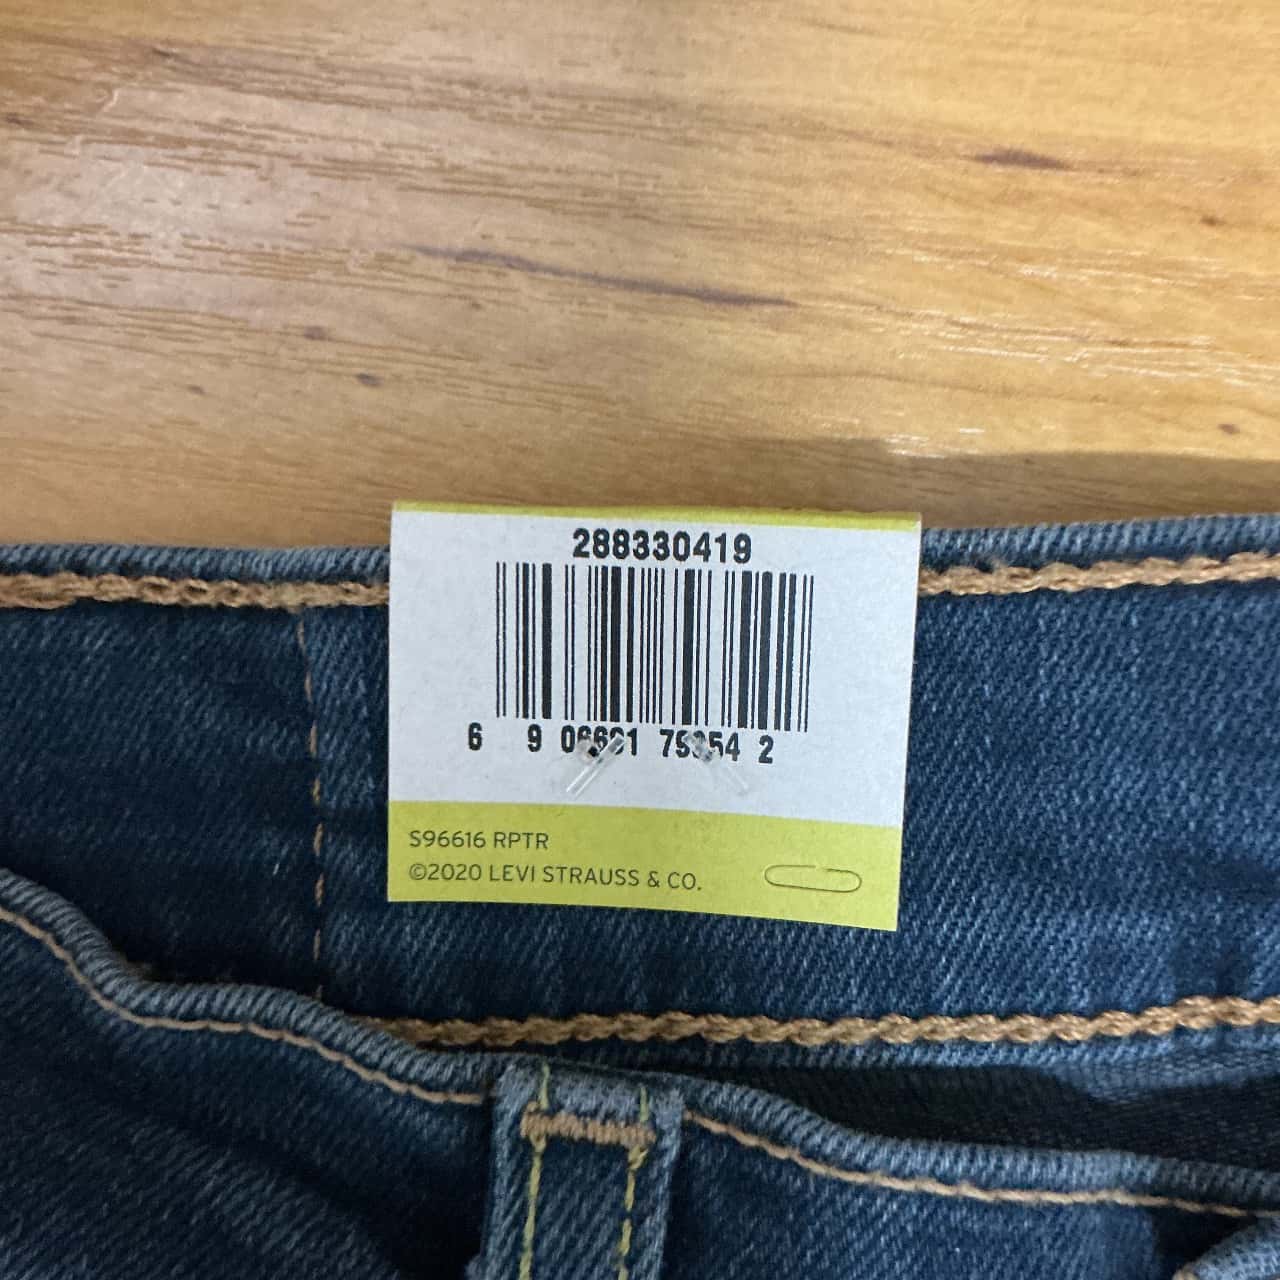 288330419
6 9 2
S96616 RPTR
©2020 LEVI STRAUSS & CO.